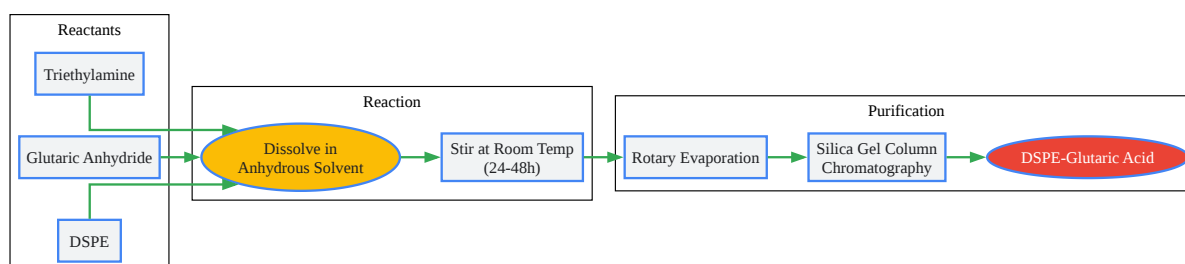 Reactants
Triethylamine
Glutaric Anhydride
DSPE
Reaction
Dissolve in
Anhydrous Solvent
Stir at Room Temp
(24-48h)
Purification
Rotary Evaporation
Silica Gel Column
Chromatography
DSPE-Glutaric Acid